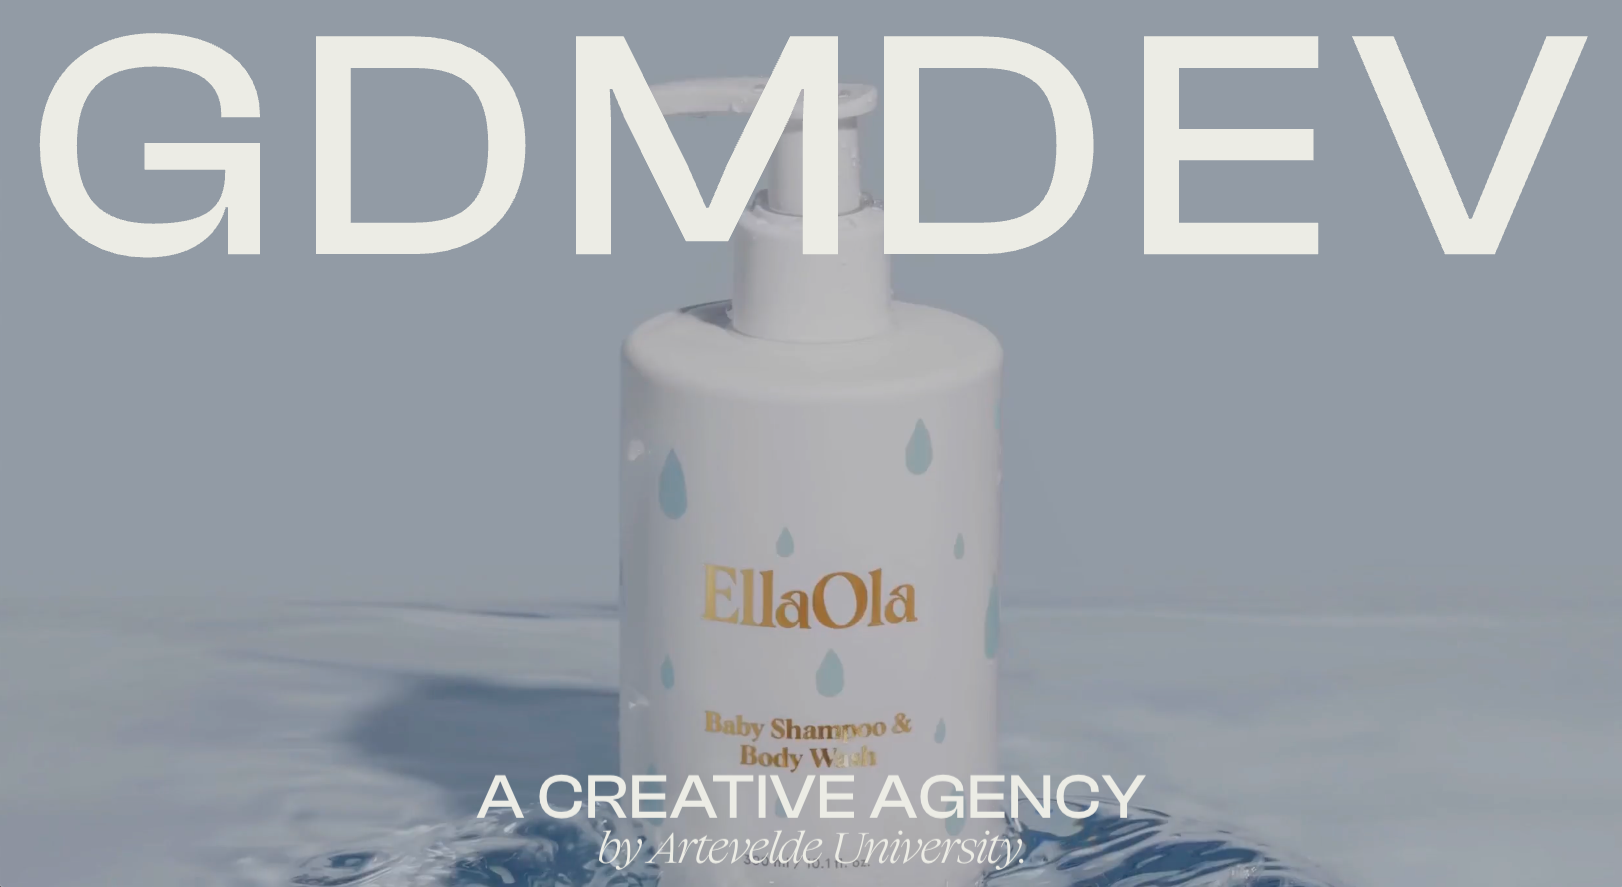 GDMDEV
EllaOla
Baby Shampoo &
Body Wash
A CREATIVE AGENCY
by Artevelde University.